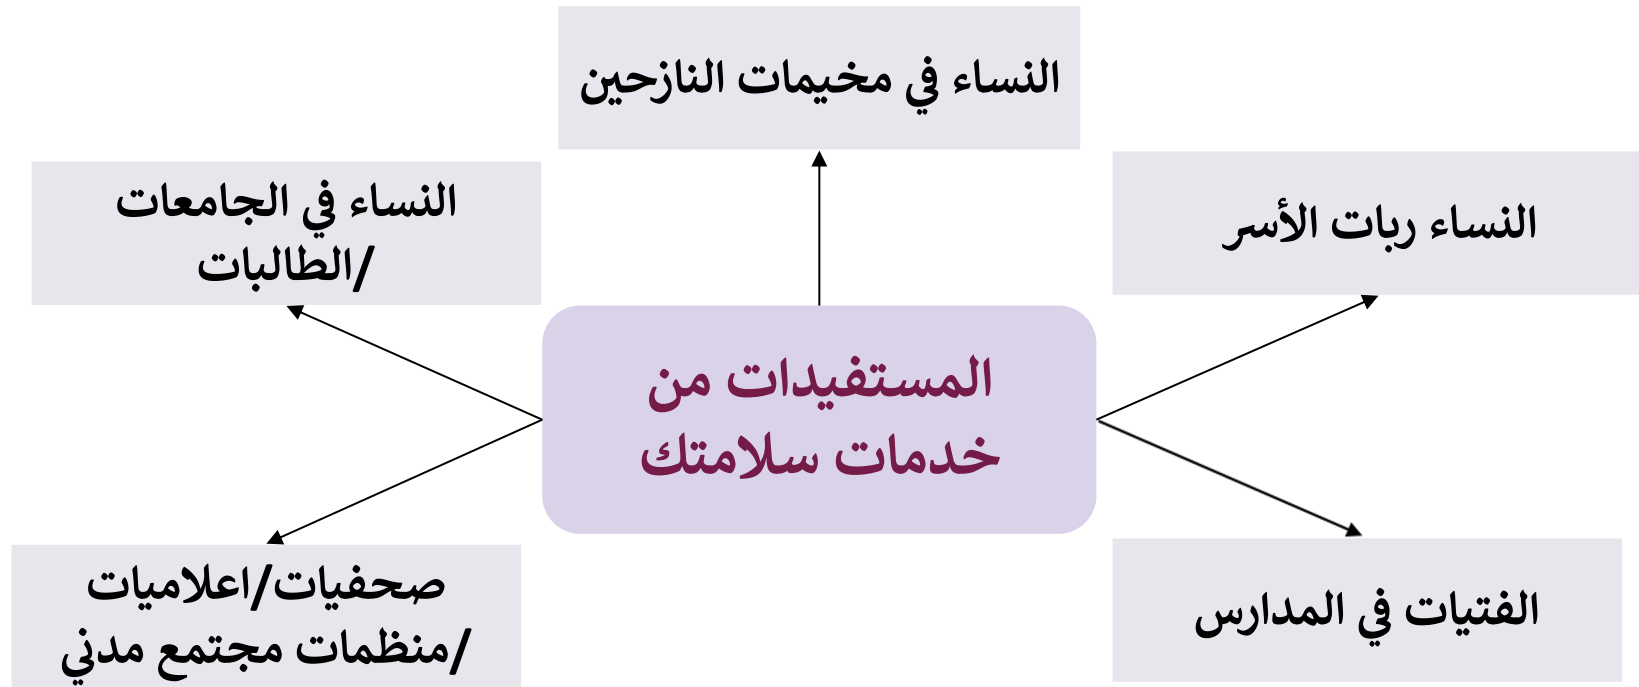 النساء في مخيمات النازحين
النساء ربات الأسر
النساء في الجامعات
/الطالبات
المستفيدات من
خدمات سلامتك
الفتيات في المدارس
صحفيات/اعلاميات
/منظمات مجتمع مدني